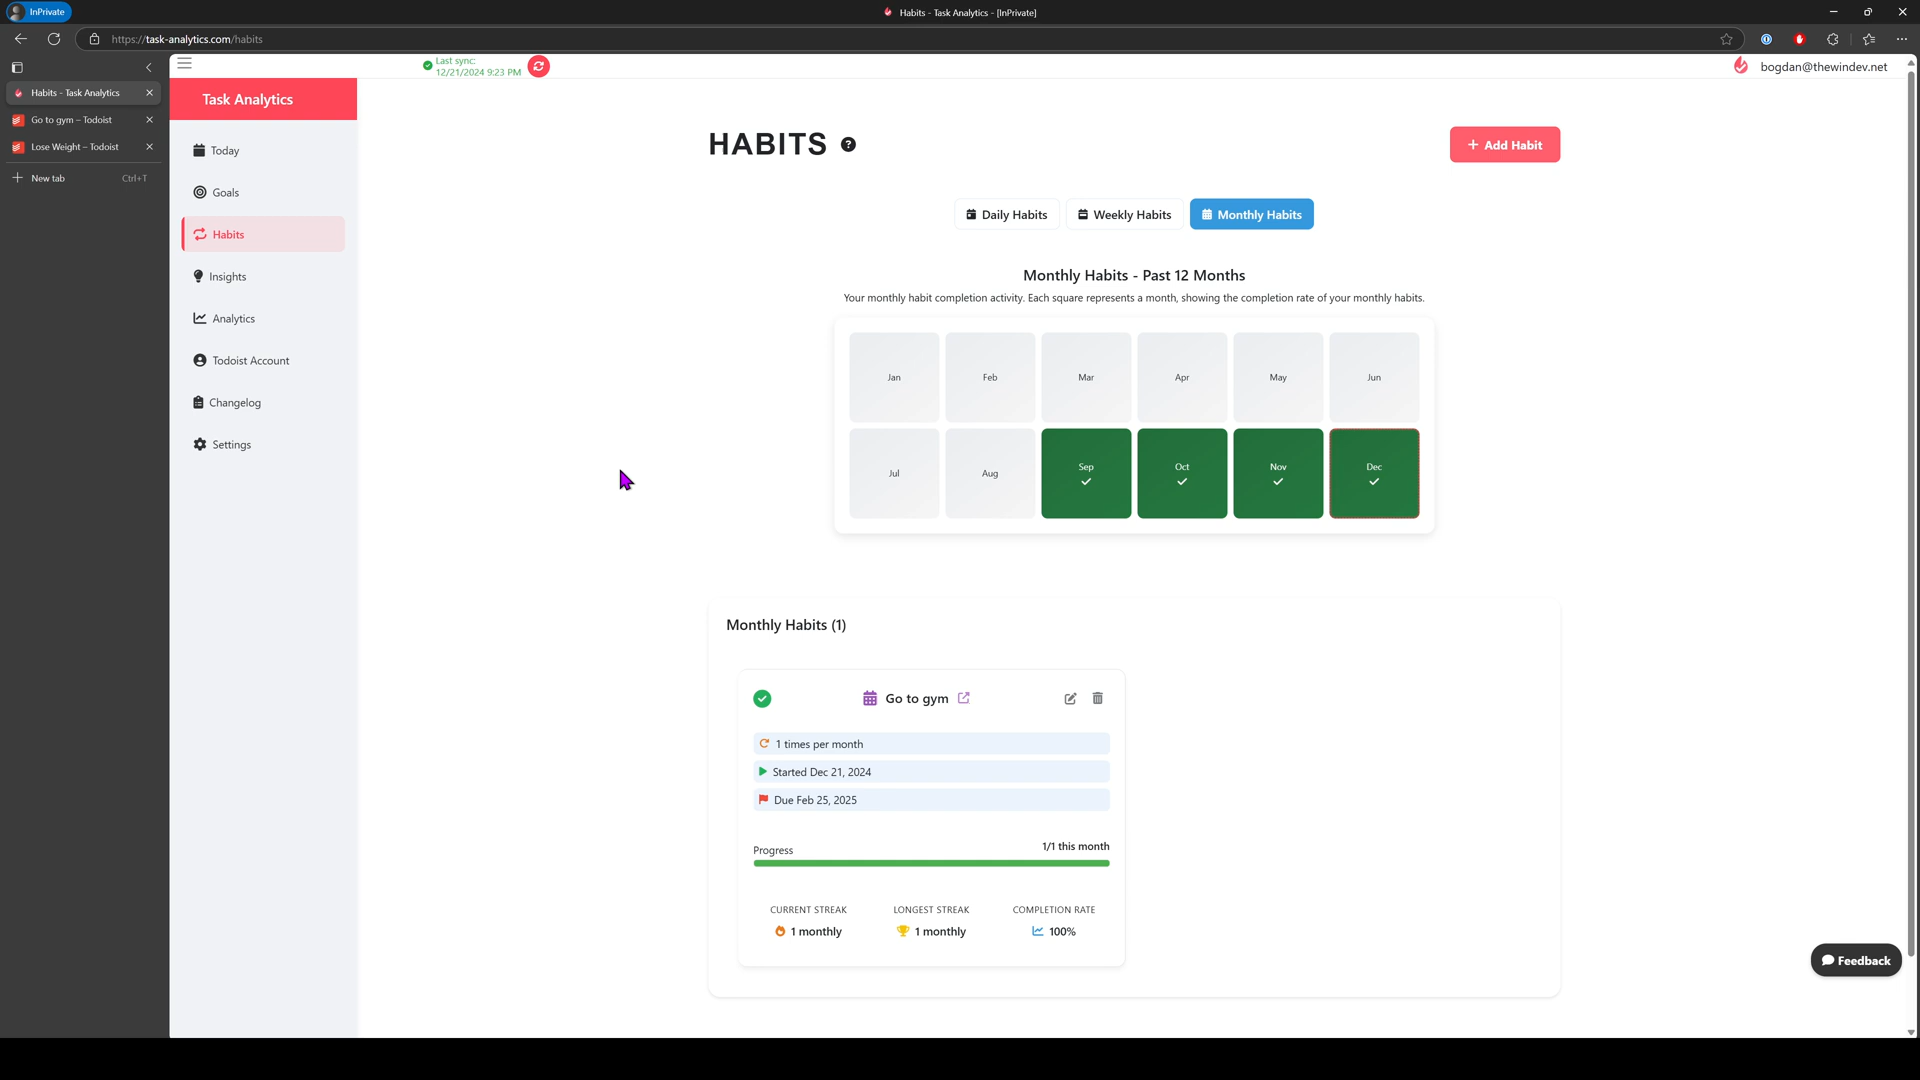 InPrivate
Habits - Task Analytics - [InPrivate]
https://task-analytics.com/habits
Habits - Task Analytics
Go to gym – Todoist
Lose Weight – Todoist
New tab
Ctrl+T
Last sync:
12/21/2024 9:23 PM
bogdan@thewindev.net
Task Analytics
Today
Goals
Habits
Insights
Analytics
Todoist Account
Changelog
Settings
HABITS
?
+ Add Habit
Daily Habits
Weekly Habits
Monthly Habits
Monthly Habits - Past 12 Months
Your monthly habit completion activity. Each square represents a month, showing the completion rate of your monthly habits.
Jan
Feb
Mar
Apr
May
Jun
Jul
Aug
Sep
Oct
Nov
Dec
Monthly Habits (1)
Go to gym
1 times per month
Started Dec 21, 2024
Due Feb 25, 2025
Progress
1/1 this month
CURRENT STREAK
LONGEST STREAK
COMPLETION RATE
1 monthly
1 monthly
100%
Feedback